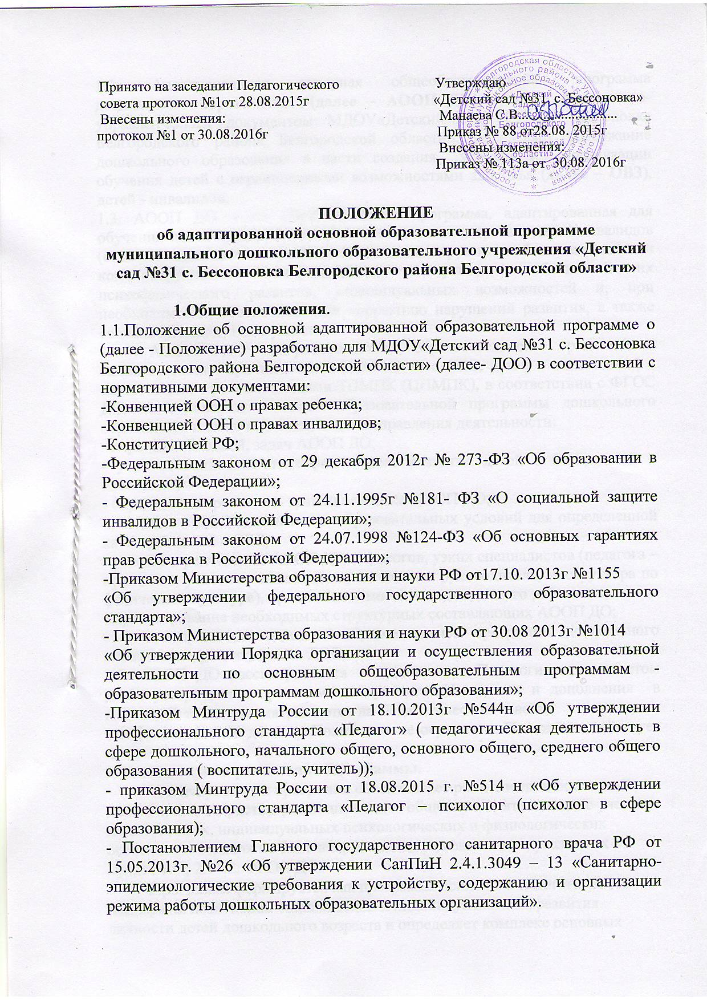 Принято на заседании Педагогического
совета протокол №1от 28.08.2015г
Внесены изменения:
протокол №1 от 30.08.2016г
Утверждаю
«Детский сад №31, с. Бессоновка»
Манаева С.В.
Приказ № 88 от28.08. 2015г
Внесены изменения:
Приказ № 113а от 30.08. 2016г
ПОЛОЖЕНИЕ
об адаптированной основной образовательной программе
муниципального дошкольного образовательного учреждения «Детский
сад №31 с. Бессоновка Белгородского района Белгородской области»
1.Общие положения.
1.1.Положение об основной адаптированной образовательной программе о
(далее - Положение) разработано для МДОУ«Детский сад №31 с. Бессоновка
Белгородского района Белгородской области» (далее- ДОО) в соответствии с
нормативными документами:
-Конвенцией ООН о правах ребенка;
-Конвенцией ООН о правах инвалидов;
-Конституцией РФ;
-Федеральным законом от 29 декабря 2012г № 273-ФЗ «Об образовании в
Российской Федерации»;
- Федеральным законом от 24.11.1995г №181- ФЗ «О социальной защите
инвалидов в Российской Федерации»;
- Федеральным законом от 24.07.1998 №124-ФЗ «Об основных гарантиях
прав ребенка в Российской Федерации»;
-Приказом Министерства образования и науки РФ от17.10. 2013г №1155
«Об утверждении федерального государственного образовательного
стандарта»;
- Приказом Министерства образования и науки РФ от 30.08 2013г №1014
«Об утверждении Порядка организации и осуществления образовательной
деятельности по основным общеобразовательным программам -
образовательным программам дошкольного образования»;
-Приказом Минтруда России от 18.10.2013г №544н «Об утверждении
профессионального стандарта «Педагог» ( педагогическая деятельность в
сфере дошкольного, начального общего, основного общего, среднего общего
образования ( воспитатель, учитель));
- приказом Минтруда России от 18.08.2015 г. №514 н «Об утверждении
профессионального стандарта «Педагог – психолог (психолог в сфере
образования);
- Постановлением Главного государственного санитарного врача РФ от
15.05.2013г. №26 «Об утверждении СанПиН 2.4.1.3049 – 13 «Санитарно-
эпидемиологические требования к устройству, содержанию и организации
режима работы дошкольных образовательных организаций».